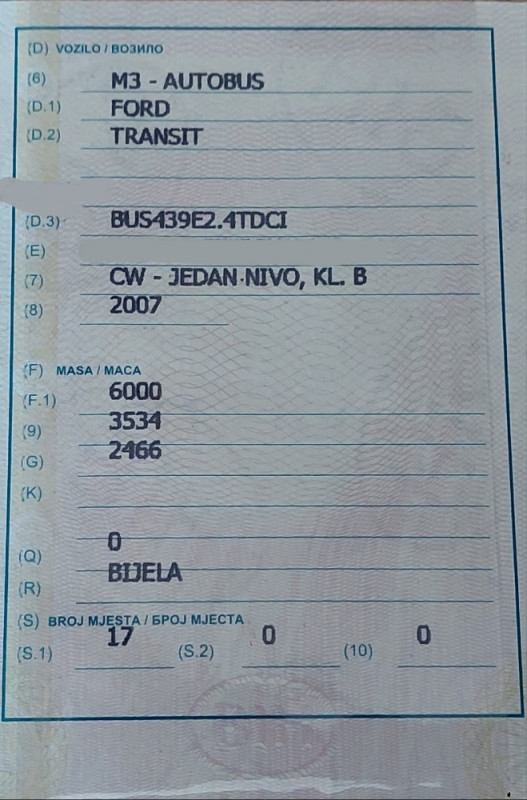 (D) VOZILO / ВОЗИЛО
(6) M3 - AUTOBUS
(D.1) FORD
(D.2) TRANSIT
(D.3) BUS439E2.4TDCI
(E)
(7) CW - JEDAN NIVO, KL. B
(8) 2007
(F) MASA / МАСА
(F.1) 6000
(9) 3534
(G) 2466
(K)
(Q) 0
(R) BIJELA
(S) BROJ MJESTA / БРОЈ МЈЕСТА
(S.1) 17 (S.2) 0 (10) 0